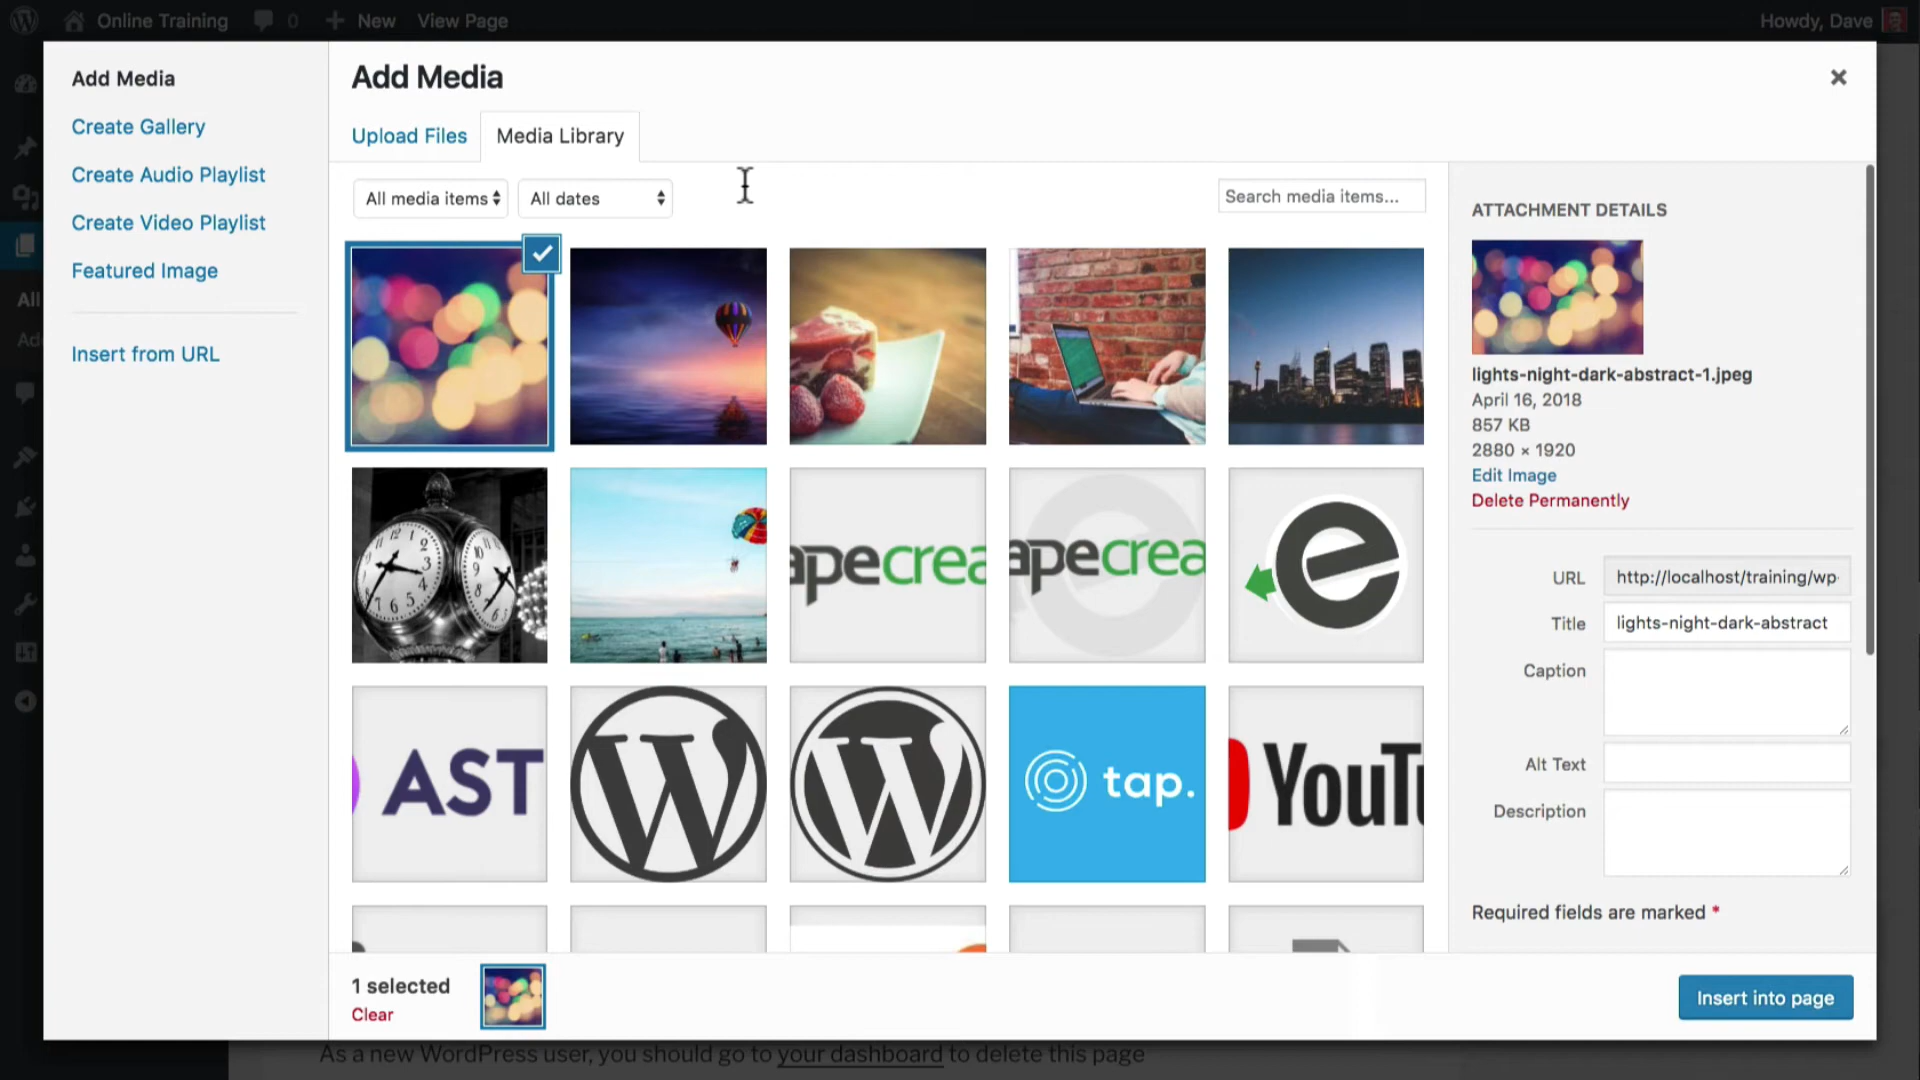 Online Training
0
New
View Page
Howdy, Dave
Add Media
Create Gallery
Create Audio Playlist
Create Video Playlist
Featured Image
Insert from URL
Add Media
Upload Files
Media Library
All media items
All dates
Search media items...
apecrea
apecrea
e
AST
W
W
tap.
YouTu
1 selected
Clear
ATTACHMENT DETAILS
lights-night-dark-abstract-1.jpeg
April 16, 2018
857 KB
2880 × 1920
Edit Image
Delete Permanently
URL
http://localhost/training/wp-
Title
lights-night-dark-abstract
Caption
Alt Text
Description
Required fields are marked *
Insert into page
All
Ad
As a new WordPress user, you should go to your dashboard to delete this page